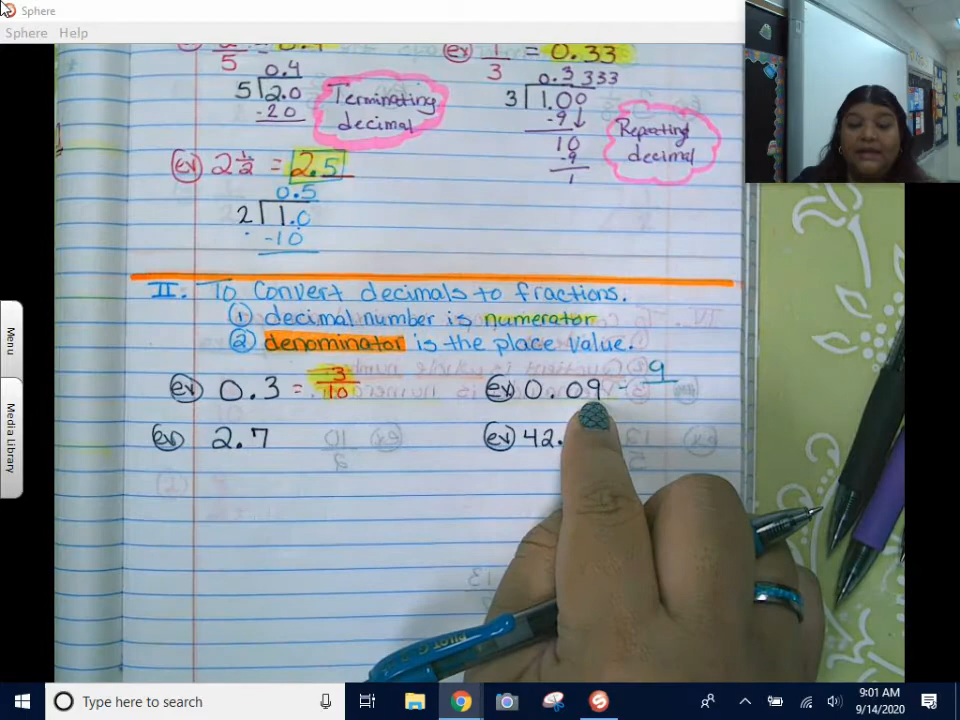 Sphere
Sphere Help
5
0.4
5 2.0
-20
Terminating
decimal
ex 1/3 = 0.33
0.3333
3 1.00
-9
10
-9
1
Repeating
decimal
ex 2 1/2 = 2.5
0.5
2 1.0
-10
II. To Convert decimals to fractions.
1 decimal number is numerator
2 denominator is the place value.
ex 0.3 = 3/10
ex 0.09 - 9
ex 2.7
ex 42.
Menu
Media Library
PILOT
Type here to search
9:01 AM
9/14/2020